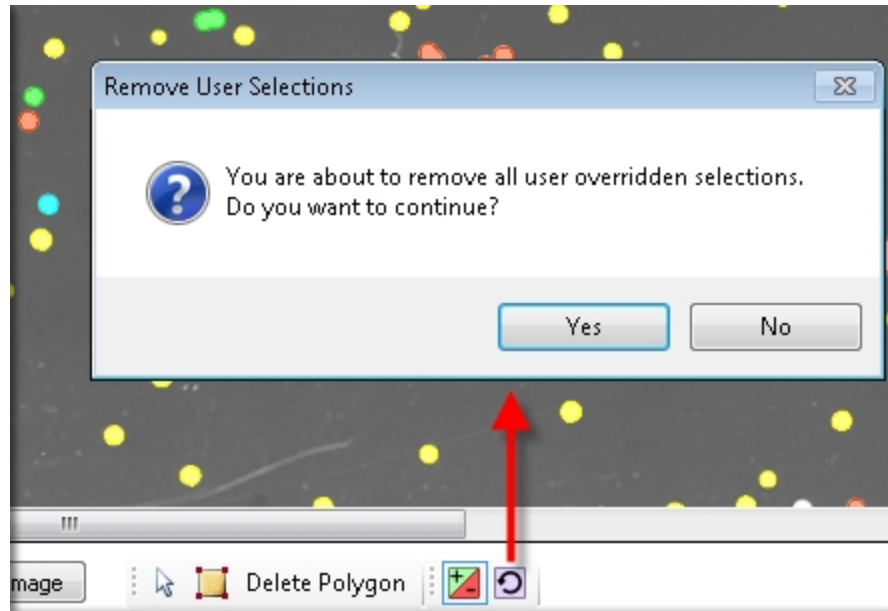 Remove User Selections
You are about to remove all user overridden selections.
Do you want to continue?
Yes
No
mage
Delete Polygon